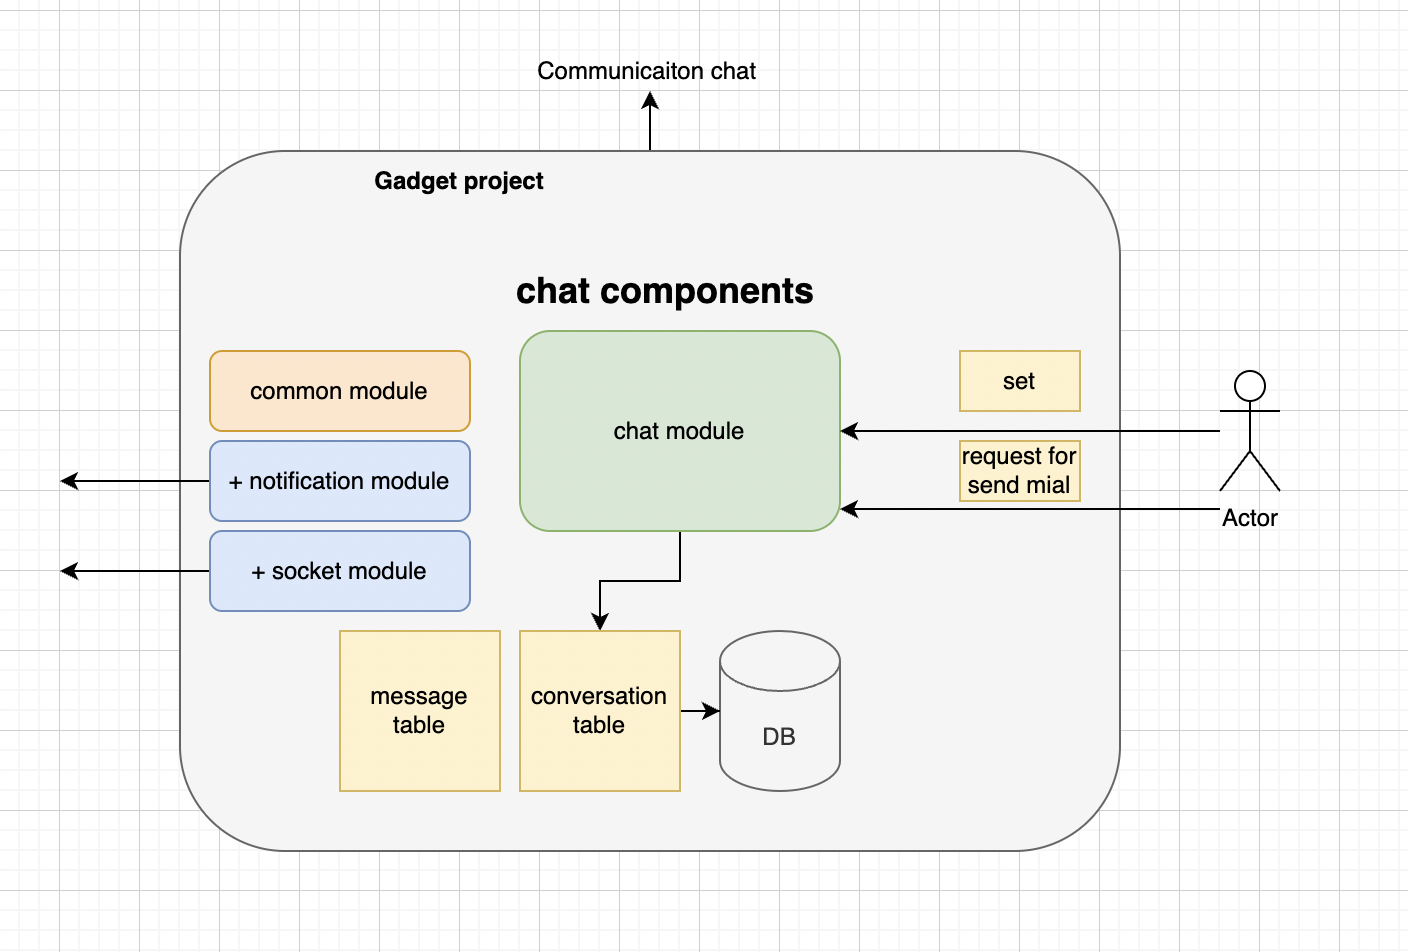 Communicaiton chat
Gadget project
chat components
common module
+ notification module
+ socket module
chat module
set
request for
send mial
Actor
message
table
conversation
table
DB